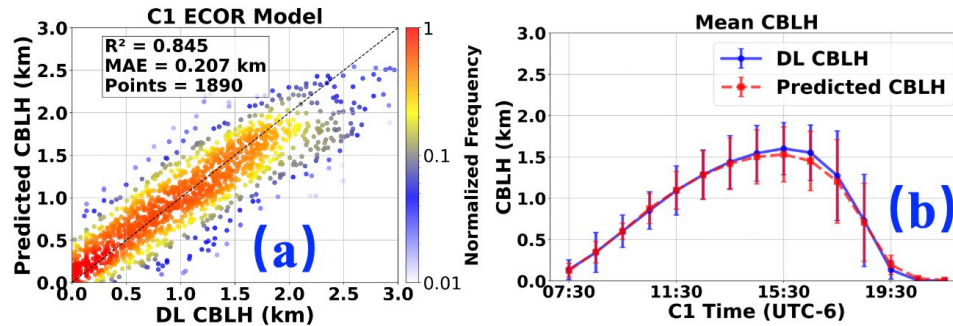 C1 ECOR Model
Predicted CBLH (km)
3.0
2.5
2.0
1.5
1.0
0.5
0.0
R² = 0.845
MAE = 0.207 km
Points = 1890
(a)
0.0 0.5 1.0 1.5 2.0 2.5 3.0
DL CBLH (km)
1
0.1
0.01
Normalized Frequency
Mean CBLH
CBLH (km)
3.0
2.5
2.0
1.5
1.0
0.5
0.0
DL CBLH
Predicted CBLH
(b)
07:30 11:30 15:30 19:30
C1 Time (UTC-6)